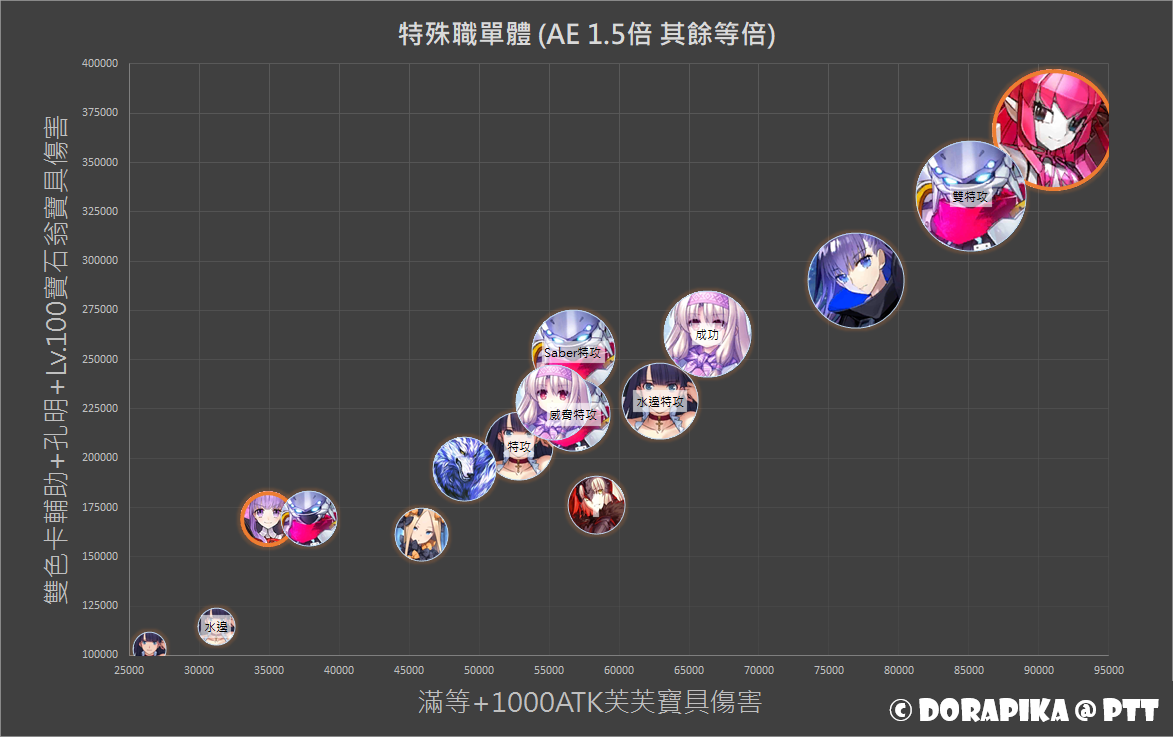 特殊職單體 (AE 1.5倍 其餘等倍)
雙色卡輔助+孔明+Lv.100寶石翁寶具傷害
400000
375000
350000
325000
300000
275000
250000
225000
200000
175000
150000
125000
100000
雙特攻
成功
Saber特攻
水邊特攻
威脅特攻
特攻
水邊
25000
30000
35000
40000
45000
50000
55000
60000
65000
70000
75000
80000
85000
90000
95000
滿等+1000ATK芙芙寶具傷害
© DORAPIKA @ PTT